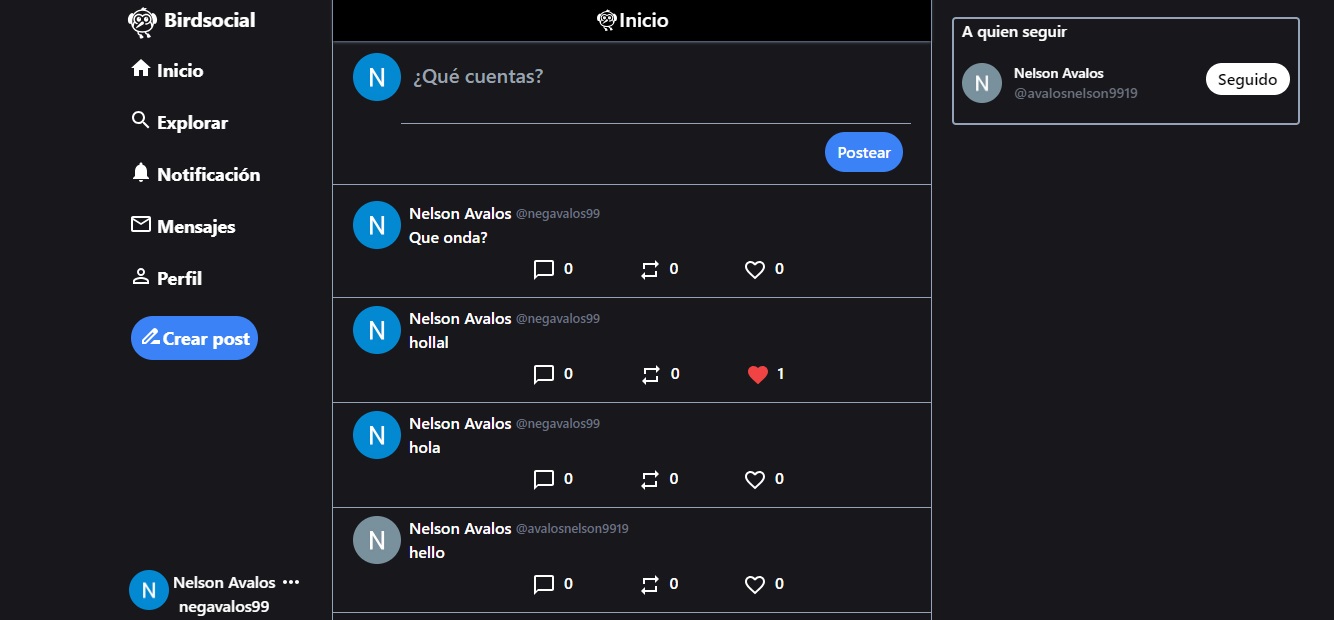 Birdsocial
Inicio
Explorar
Notificación
Mensajes
Perfil
Crear post
N Nelson Avalos ···
negavalos99
Inicio
N ¿Qué cuentas?
Postear
N Nelson Avalos @negavalos99
Que onda?
0 0 0
N Nelson Avalos @negavalos99
hollal
0 0 1
N Nelson Avalos @negavalos99
hola
0 0 0
N Nelson Avalos @avalosnelson9919
hello
0 0 0
A quien seguir
N Nelson Avalos
@avalosnelson9919
Seguido